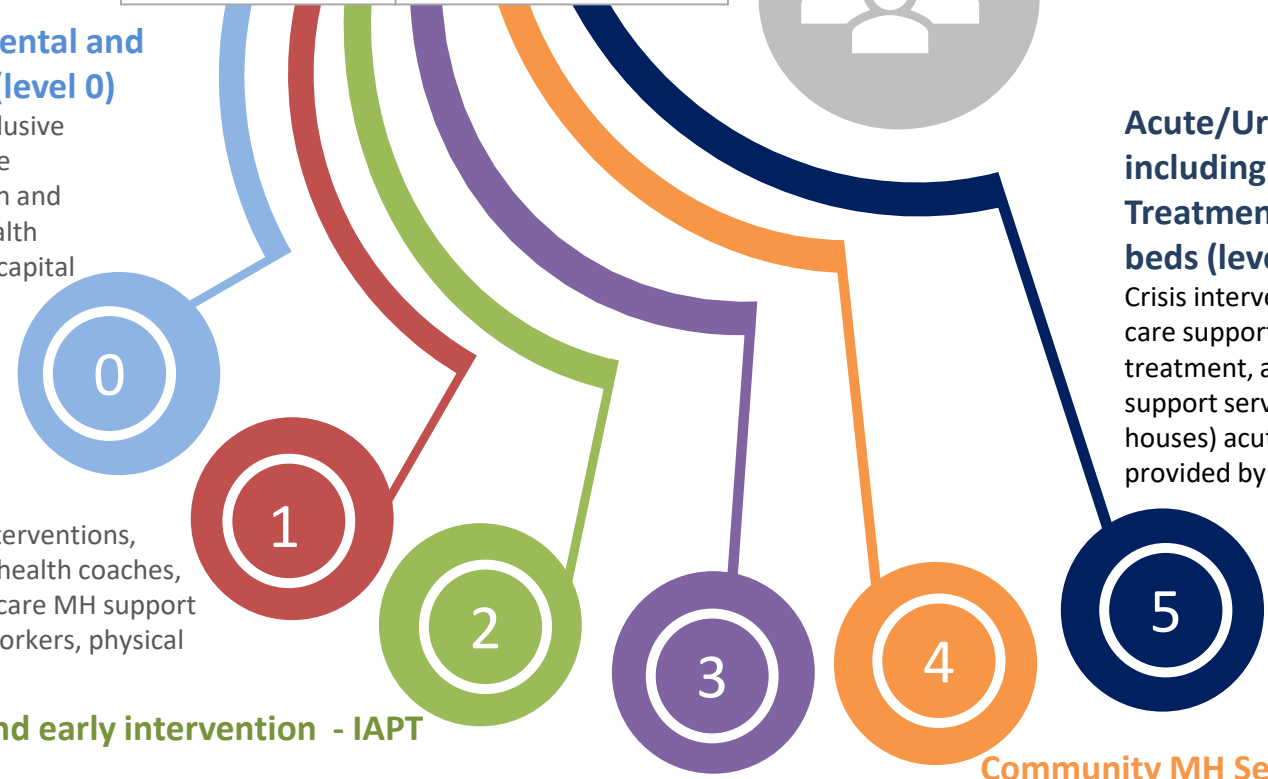 ental and
(level 0)
lusive
e
n and
alth
capital
0
1
terventions,
health coaches,
care MH support
orkers, physical
2
nd early intervention - IAPT
3
4
Community MH Se
Acute/Ur
including
Treatmen
beds (leve
Crisis interve
care support
treatment, a
support serv
houses) acut
provided by
5